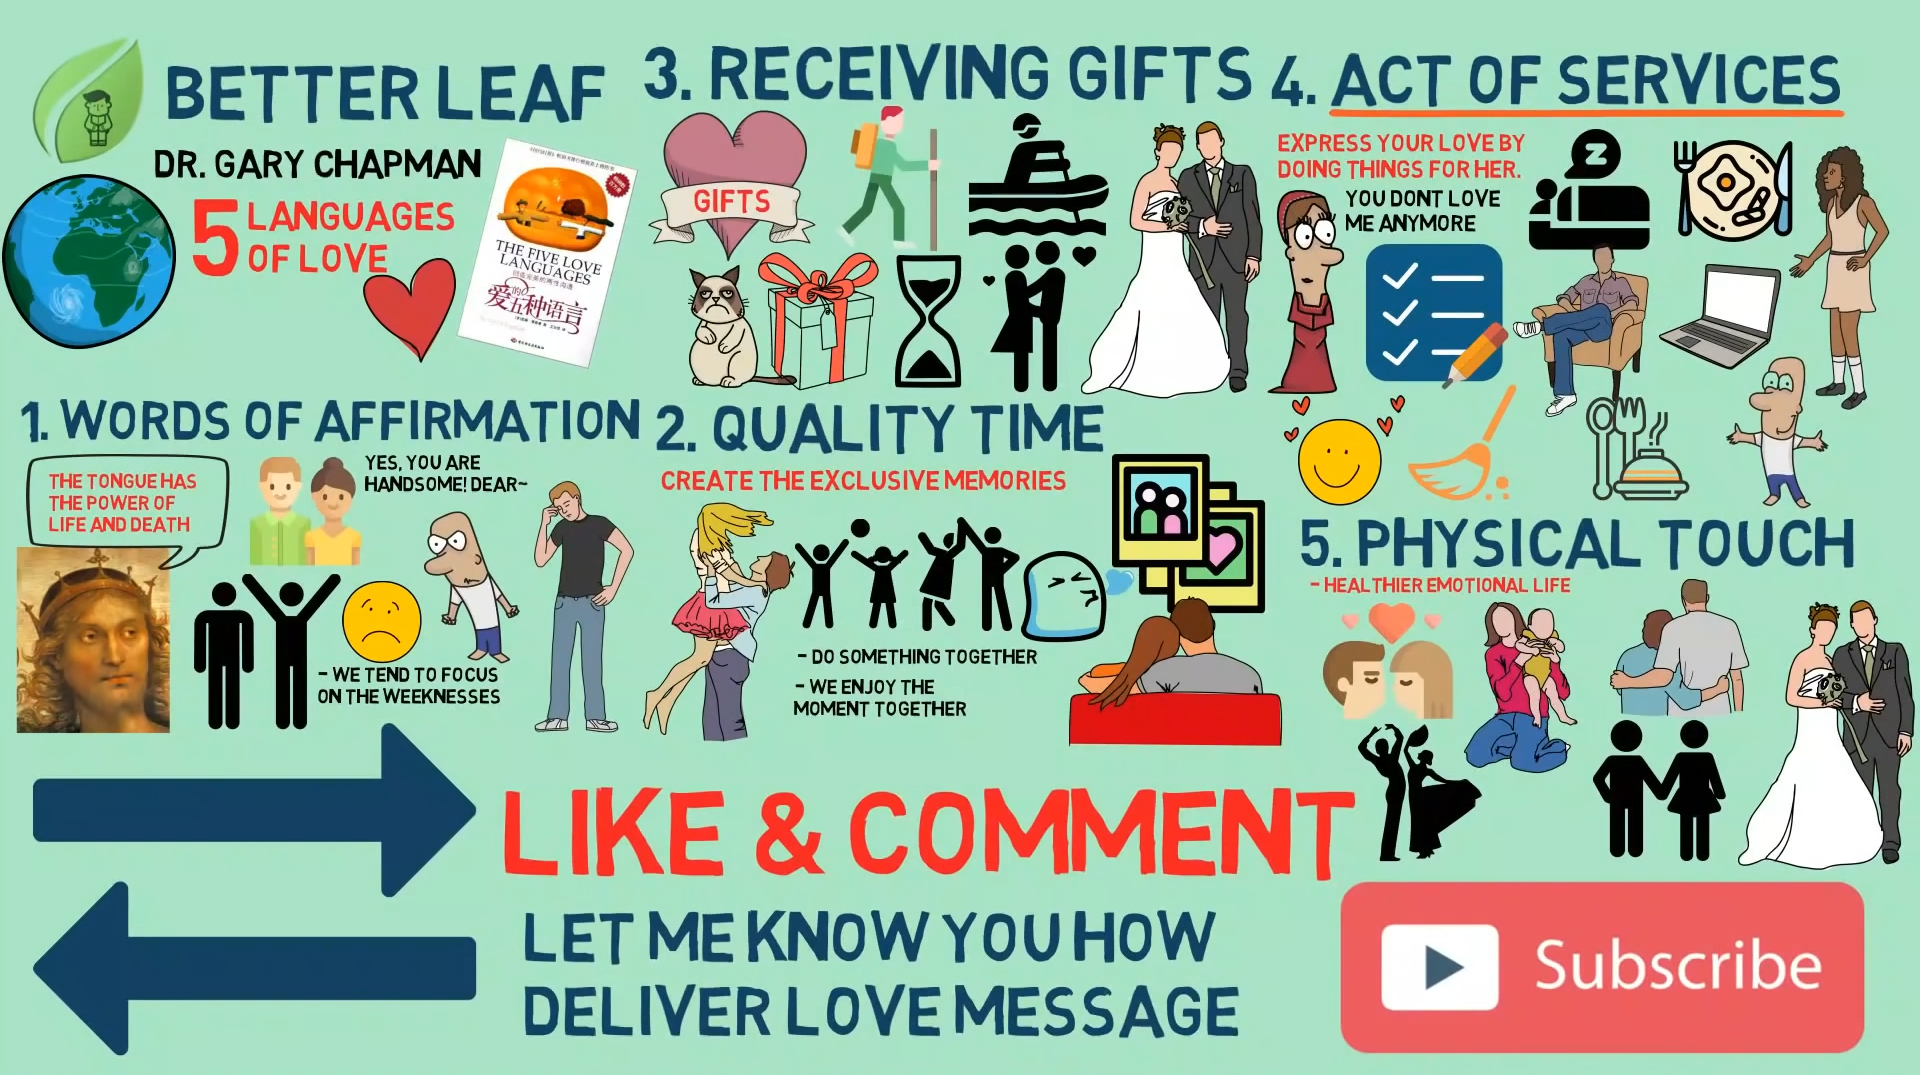 BETTER LEAF
DR. GARY CHAPMAN
5 LANGUAGES
OF LOVE
THE FIVE LOVE
LANGUAGES
爱的五种语言
1. WORDS OF AFFIRMATION
THE TONGUE HAS
THE POWER OF
LIFE AND DEATH
YES, YOU ARE
HANDSOME! DEAR~
- WE TEND TO FOCUS
ON THE WEEKNESSES
2. QUALITY TIME
CREATE THE EXCLUSIVE MEMORIES
- DO SOMETHING TOGETHER
- WE ENJOY THE
MOMENT TOGETHER
3. RECEIVING GIFTS
GIFTS
4. ACT OF SERVICES
EXPRESS YOUR LOVE BY
DOING THINGS FOR HER.
YOU DONT LOVE
ME ANYMORE
Z
5. PHYSICAL TOUCH
- HEALTHIER EMOTIONAL LIFE
LIKE & COMMENT
LET ME KNOW YOU HOW
DELIVER LOVE MESSAGE
Subscribe